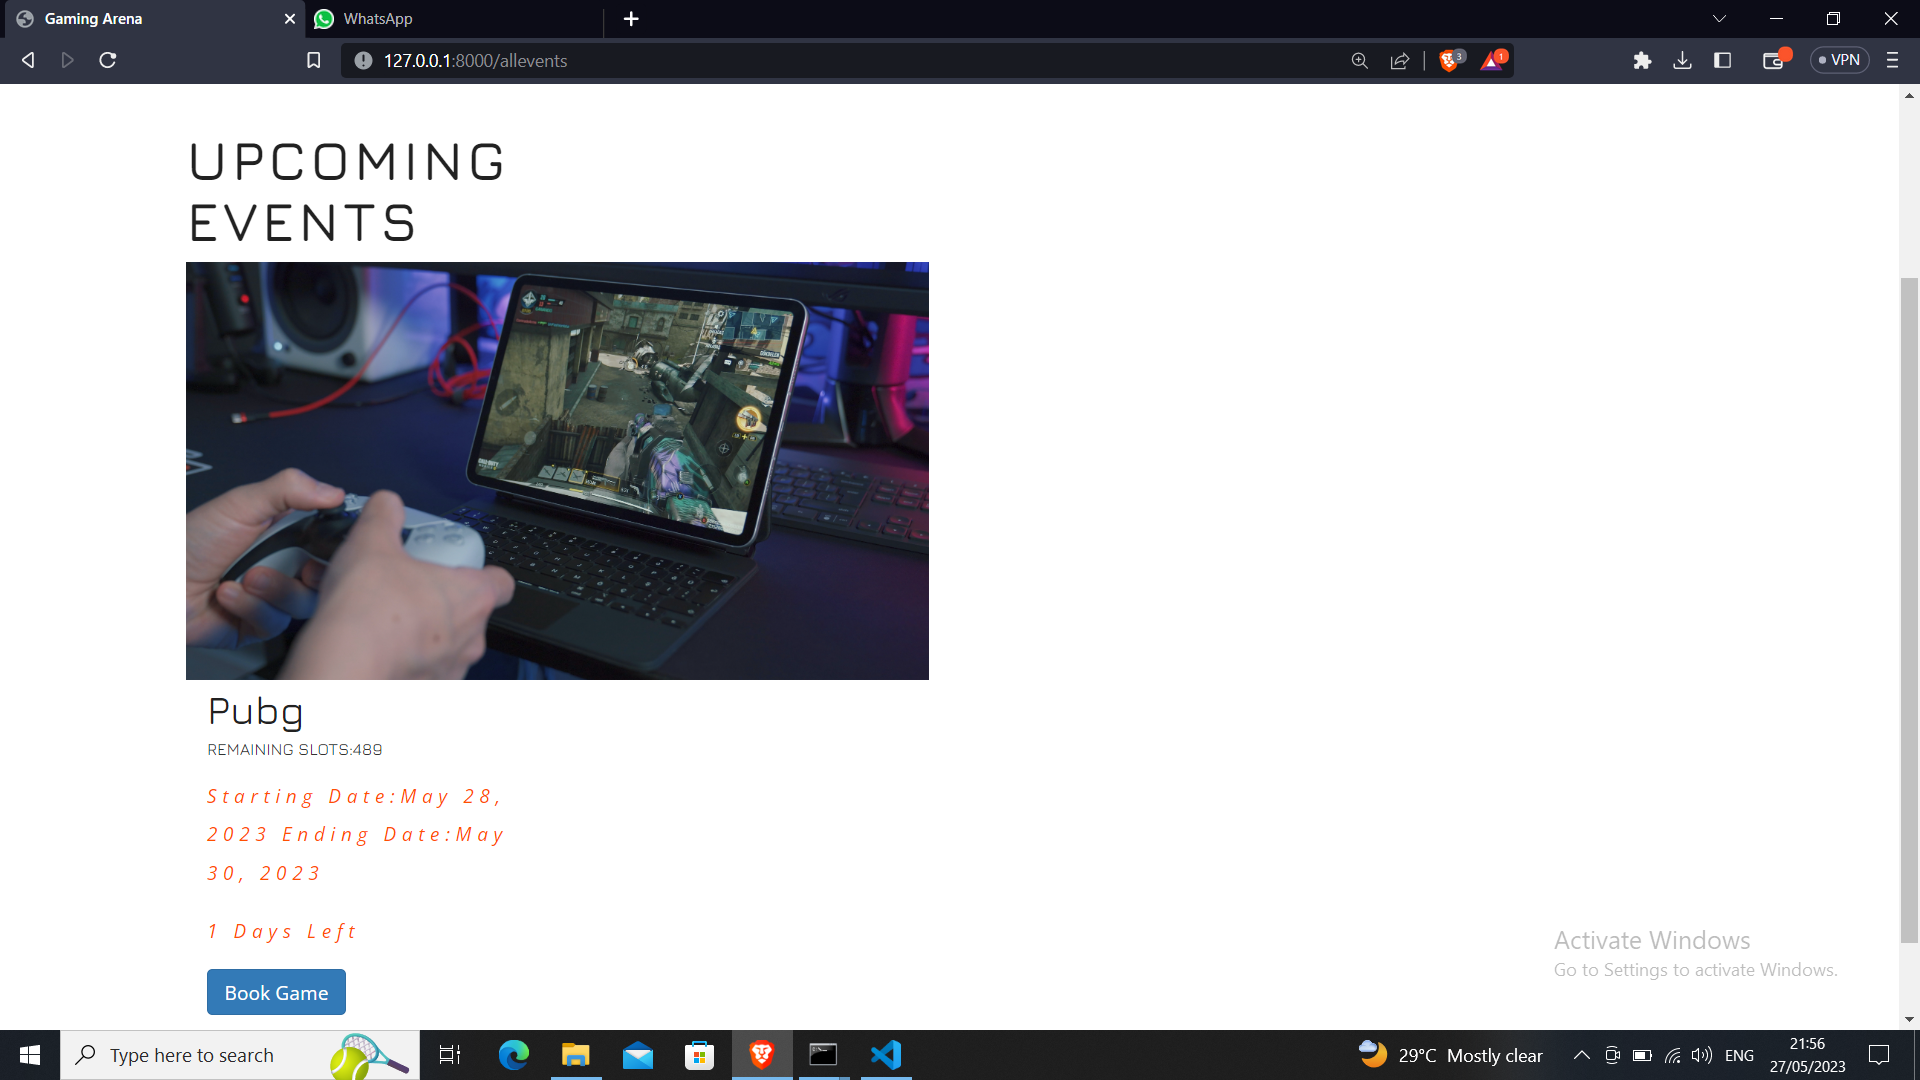 Gaming Arena
WhatsApp
127.0.0.1:8000/allevents
3
1
VPN
UPCOMING
EVENTS
Pubg
REMAINING SLOTS:489
Starting Date:May 28,
2023 Ending Date:May
30, 2023
1 Days Left
Book Game
Activate Windows
Go to Settings to activate Windows.
Type here to search
29°C Mostly clear
ENG
21:56
27/05/2023